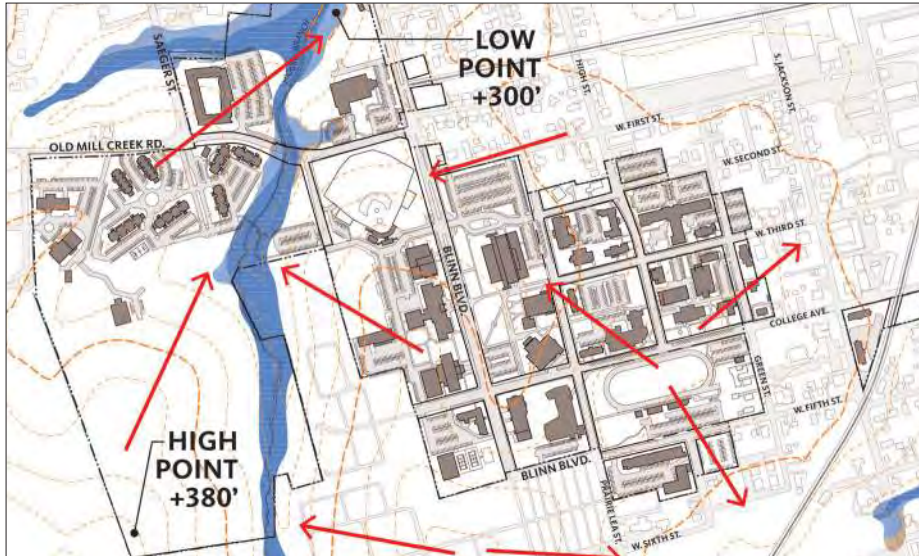 LOW
POINT
+300'
SAEGER ST.
HIGH ST.
S. JACKSON ST.
W. FIRST ST.
OLD MILL CREEK RD.
W. SECOND ST.
W. THIRD ST.
BLINN BLVD.
COLLEGE AVE.
GREEN ST.
W. FIFTH ST.
HIGH
POINT
+380'
BLINN BLVD.
PRAIRIE LEA ST.
W. SIXTH ST.